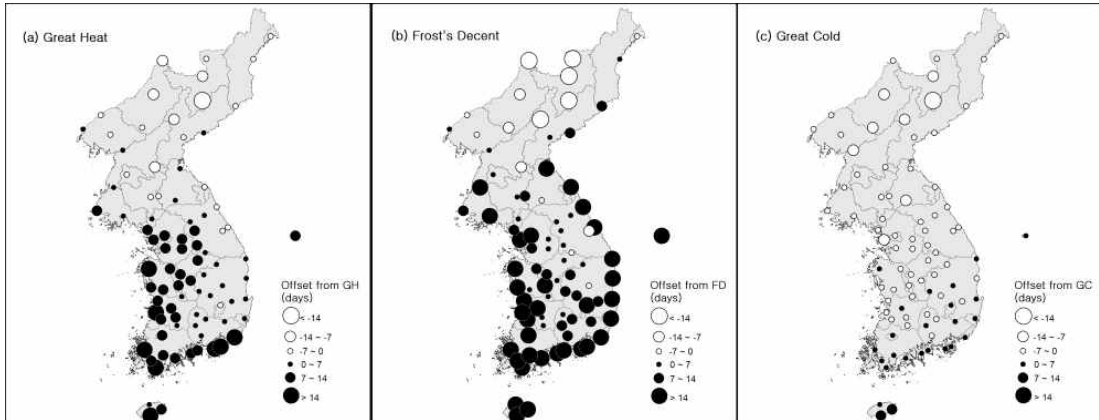 (a) Great Heat
Offset from GH
(days)
< -14
-14 ~ -7
-7 ~ 0
0 ~ 7
7 ~ 14
> 14
(b) Frost's Decent
Offset from FD
(days)
< -14
-14 ~ -7
-7 ~ 0
0 ~ 7
7 ~ 14
> 14
(c) Great Cold
Offset from GC
(days)
< -14
-14 ~ -7
-7 ~ 0
0 ~ 7
7 ~ 14
> 14